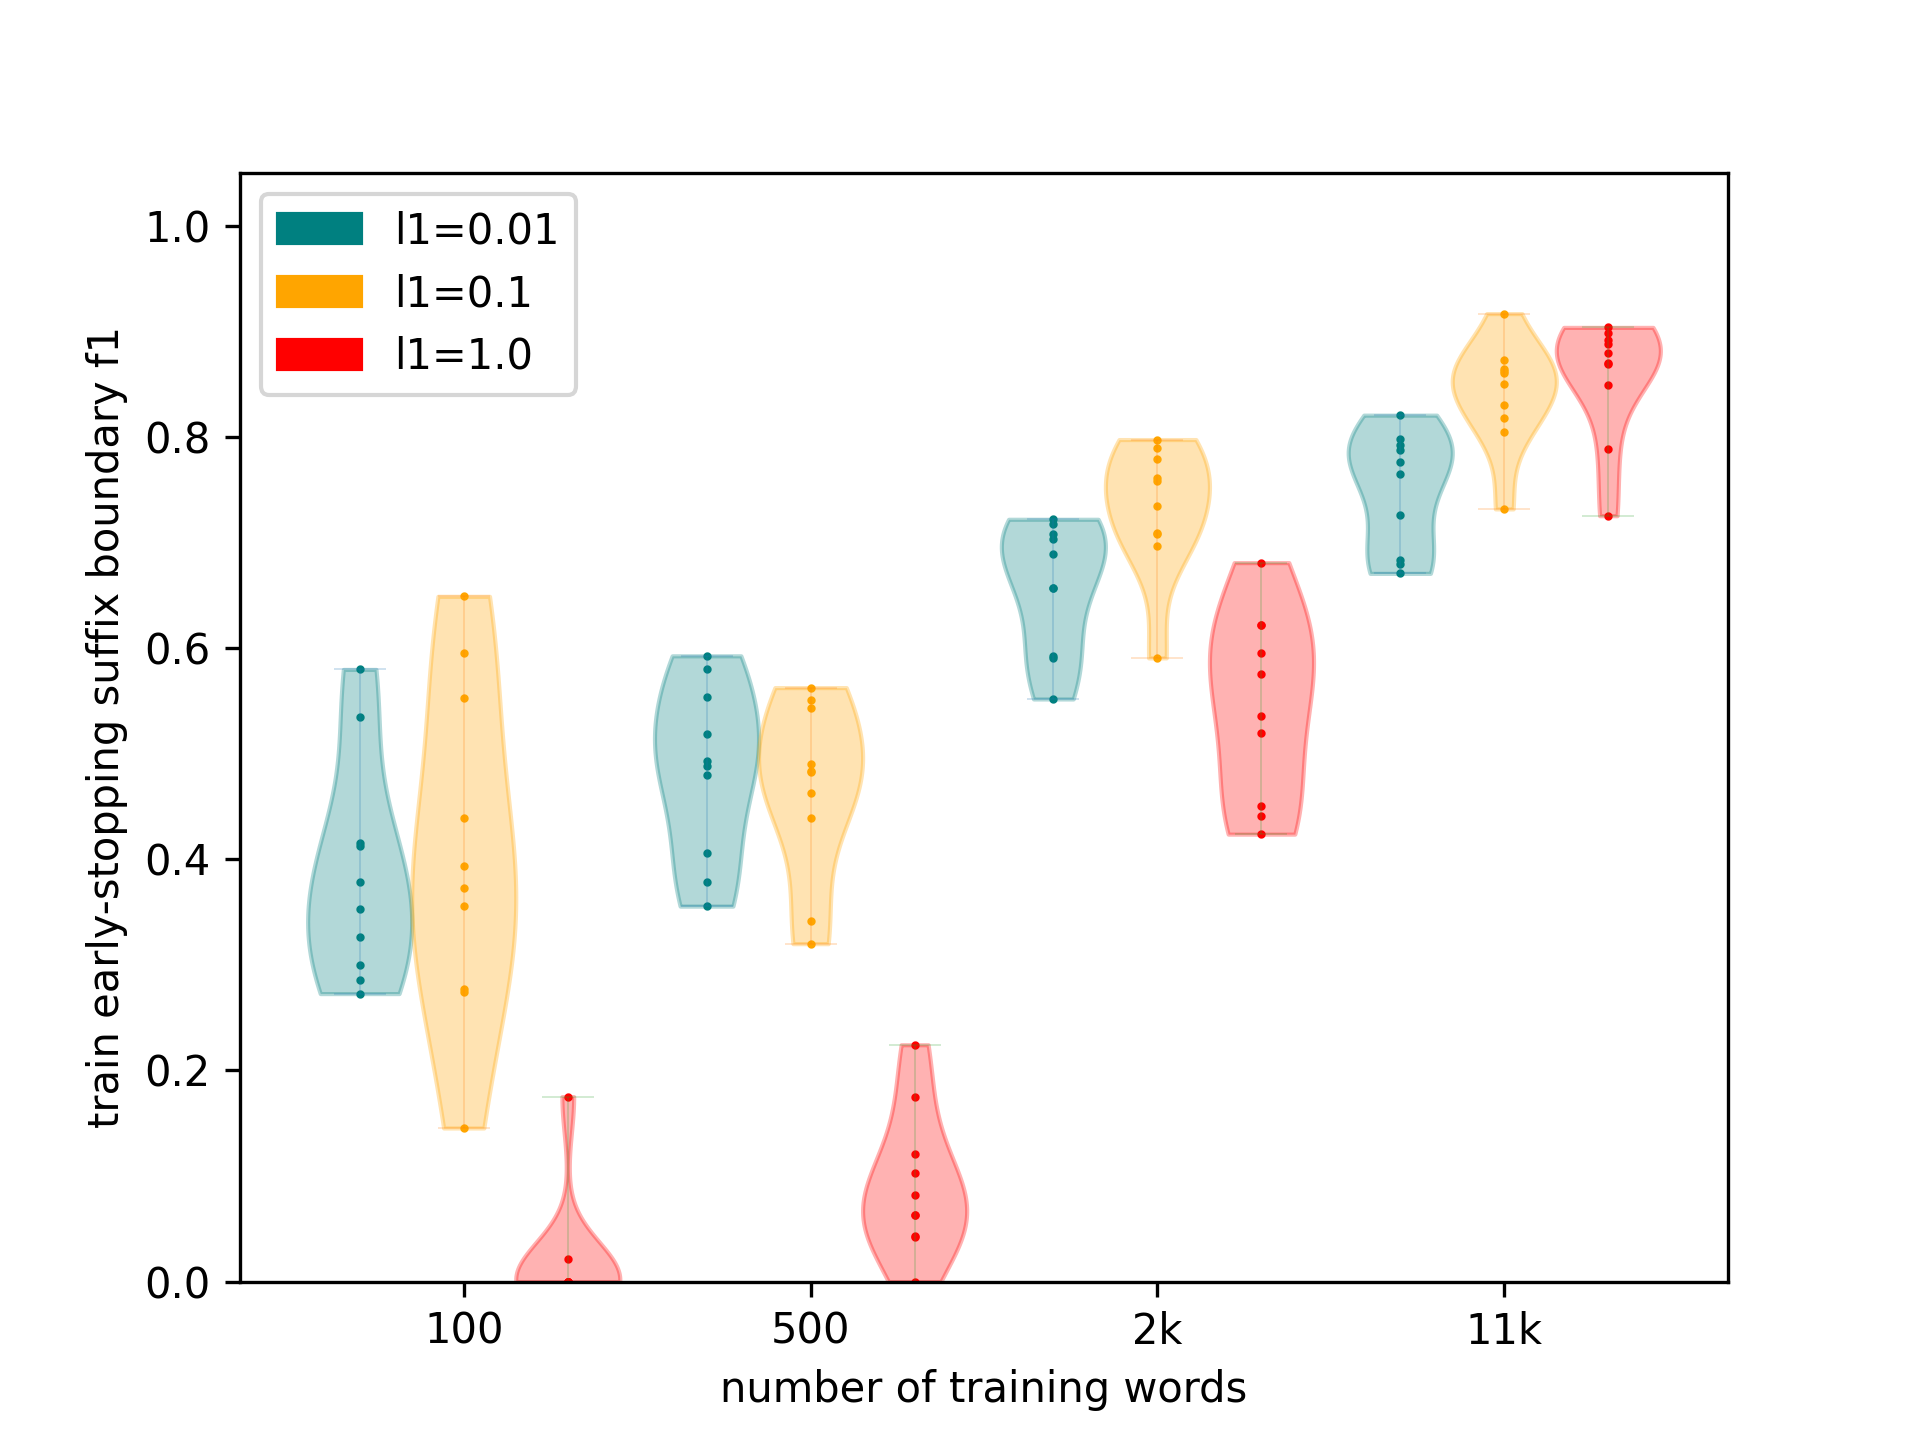 l1=0.01
l1=0.1
l1=1.0
train early-stopping suffix boundary f1
1.0
0.8
0.6
0.4
0.2
0.0
100 500 2k 11k
number of training words